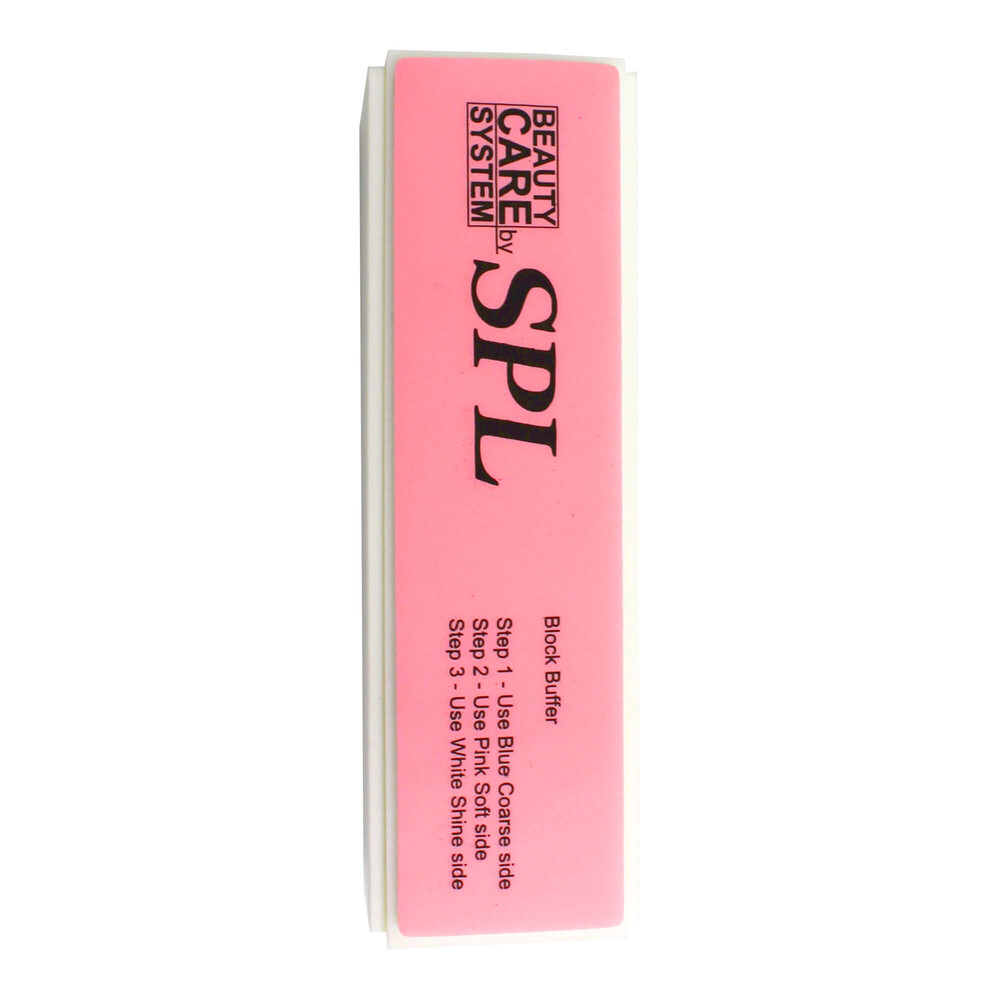 BEAUTY
CARE by
SYSTEM
SPL
Block Buffer
Step 1 - Use Blue Coarse side
Step 2 - Use Pink Soft side
Step 3 - Use White Shine side